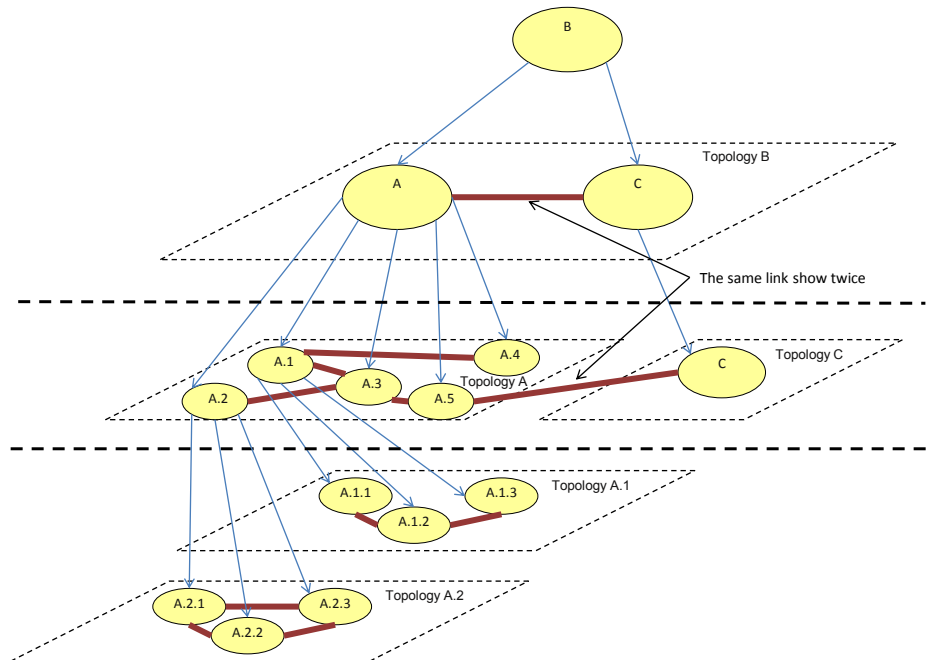 B
Topology B
A
C
The same link show twice
A.1
A.4
Topology C
A.3
Topology A
C
A.2
A.5
A.1.1
A.1.3
Topology A.1
A.1.2
A.2.1
A.2.3
Topology A.2
A.2.2